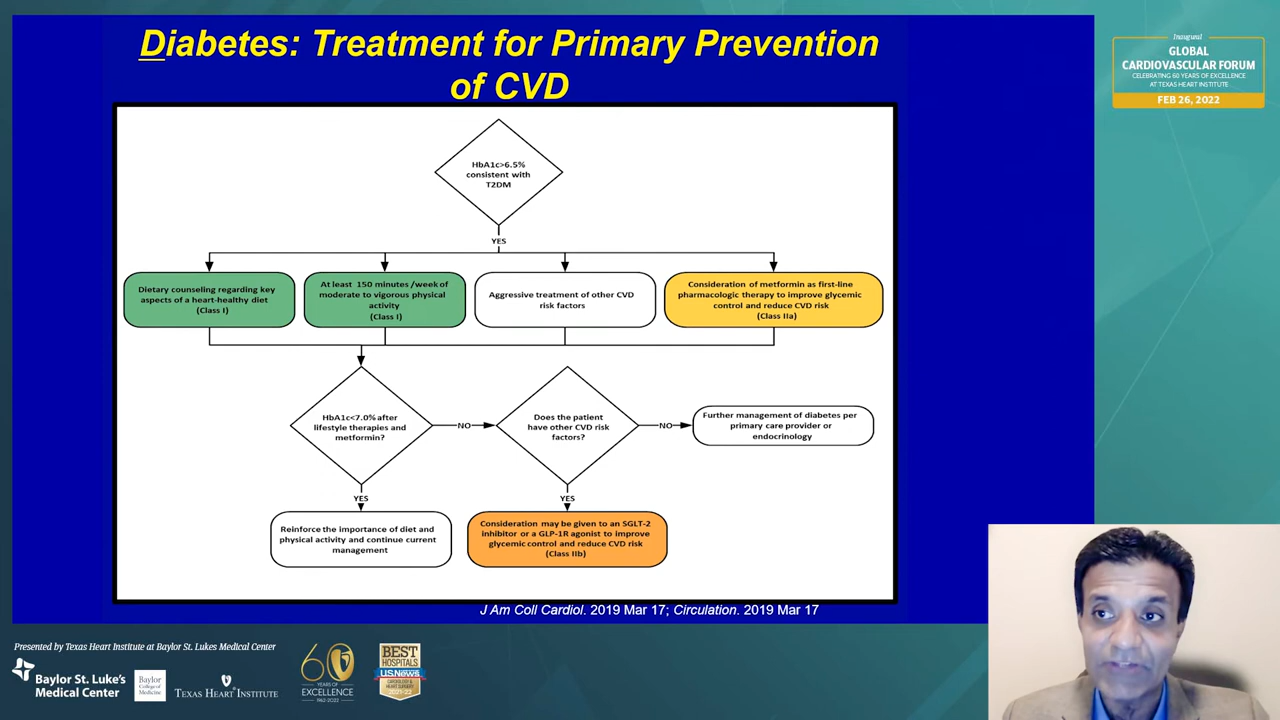 Diabetes: Treatment for Primary Prevention
of CVD
Inaugural
GLOBAL
CARDIOVASCULAR FORUM
CELEBRATING 60 YEARS OF EXCELLENCE
AT TEXAS HEART INSTITUTE
FEB 26, 2022
HbA1c>6.5%
consistent with
T2DM
YES
Dietary counseling regarding key
aspects of a heart-healthy diet
(Class I)
At least 150 minutes /week of
moderate to vigorous physical
activity
(Class I)
Aggressive treatment of other CVD
risk factors
Consideration of metformin as first-line
pharmacologic therapy to improve glycemic
control and reduce CVD risk
(Class IIa)
HbA1c<7.0% after
lifestyle therapies and
metformin?
NO
Does the patient
have other CVD risk
factors?
NO
Further management of diabetes per
primary care provider or
endocrinology
YES
YES
Reinforce the importance of diet and
physical activity and continue current
management
Consideration may be given to an SGLT-2
inhibitor or a GLP-1R agonist to improve
glycemic control and reduce CVD risk
(Class IIb)
J Am Coll Cardiol. 2019 Mar 17; Circulation. 2019 Mar 17
Presented by Texas Heart Institute at Baylor St. Lukes Medical Center
Baylor St. Luke's
Medical Center
Baylor
College of
Medicine
TEXAS HEART INSTITUTE
60
YEARS OF
EXCELLENCE
1962-2022
BEST
HOSPITALS
U.S.News
CARDIOLOGY &
HEART SURGERY